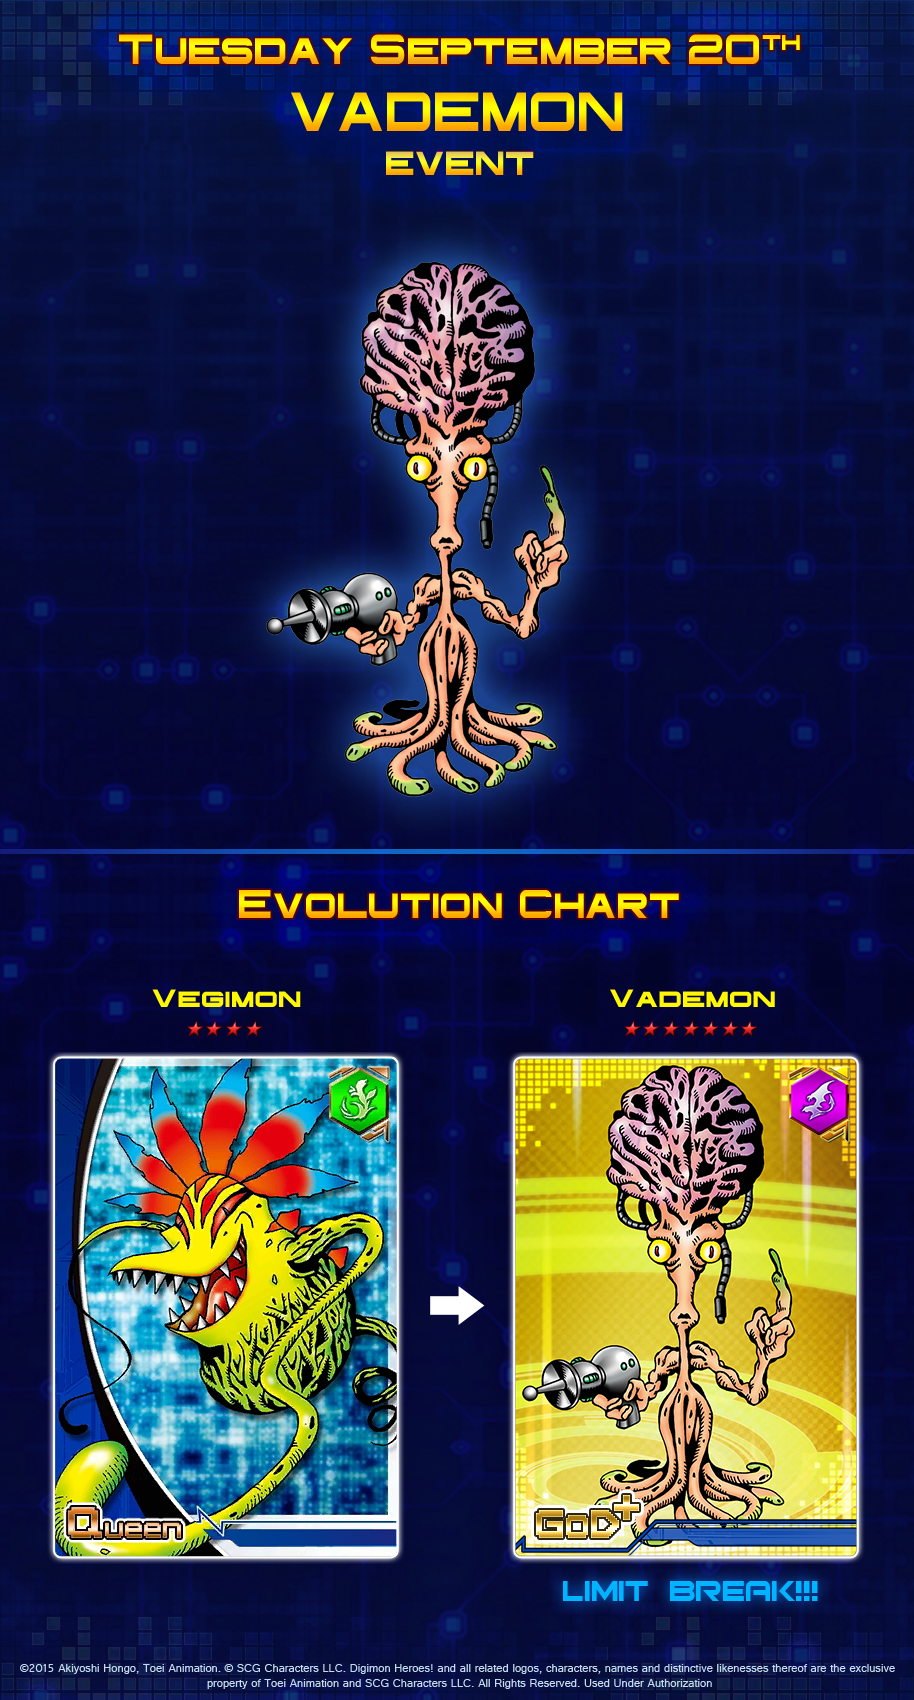 Tuesday September 20th
VADEMON
EVENT
Evolution Chart
Vegimon
Vademon
Queen
GOD+
LIMIT BREAK!!!
©2015 Akiyoshi Hongo, Toei Animation. © SCG Characters LLC. Digimon Heroes! and all related logos, characters, names and distinctive likenesses thereof are the exclusive
property of Toei Animation and SCG Characters LLC. All Rights Reserved. Used Under Authorization